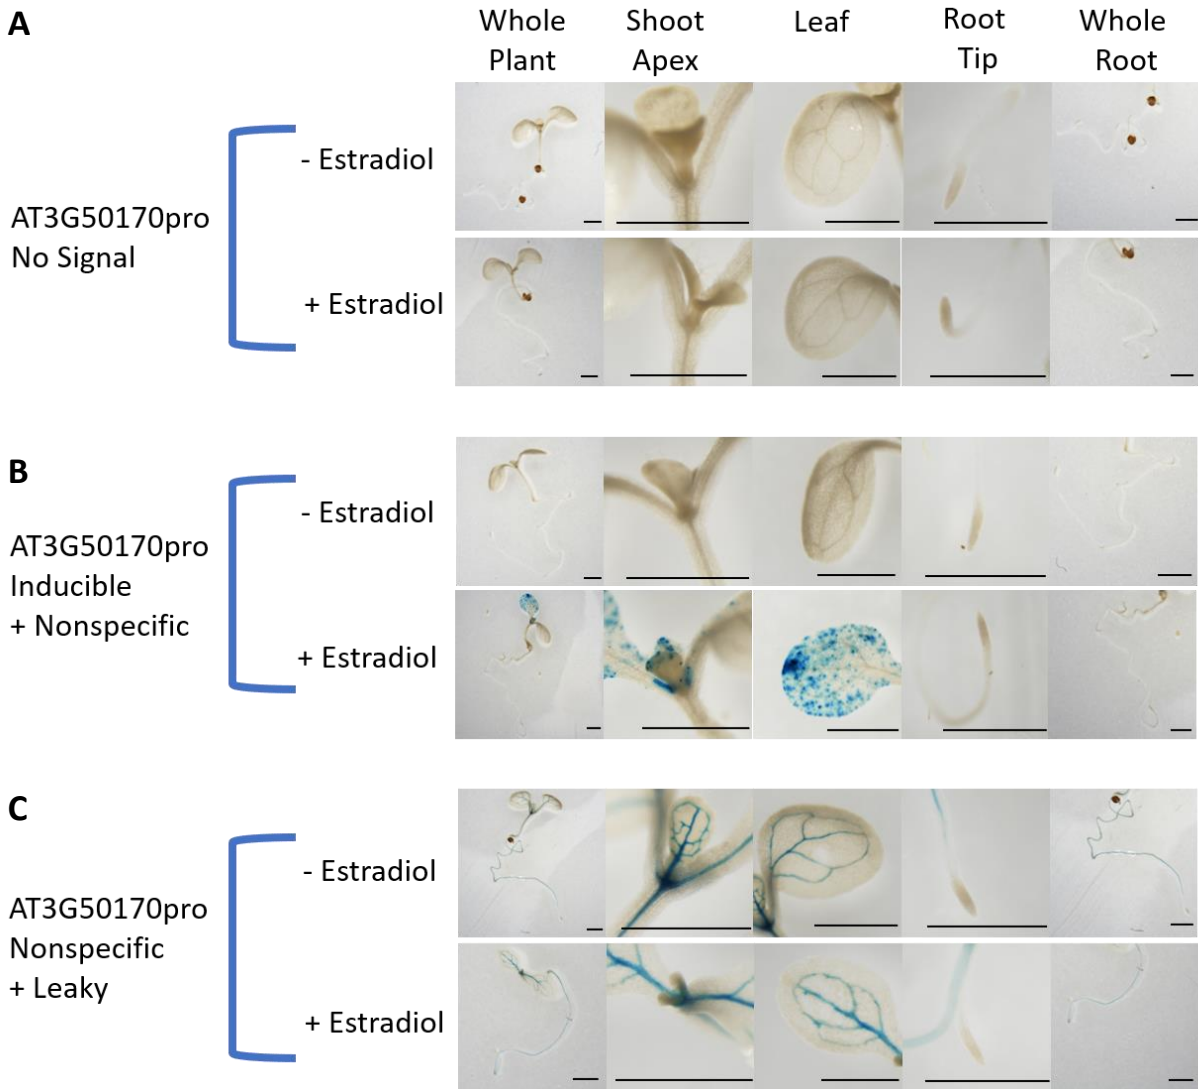 A
Whole Plant
Shoot Apex
Leaf
Root Tip
Whole Root
AT3G50170pro
No Signal
- Estradiol
+ Estradiol
B
AT3G50170pro
Inducible
+ Nonspecific
- Estradiol
+ Estradiol
C
AT3G50170pro
Nonspecific
+ Leaky
- Estradiol
+ Estradiol